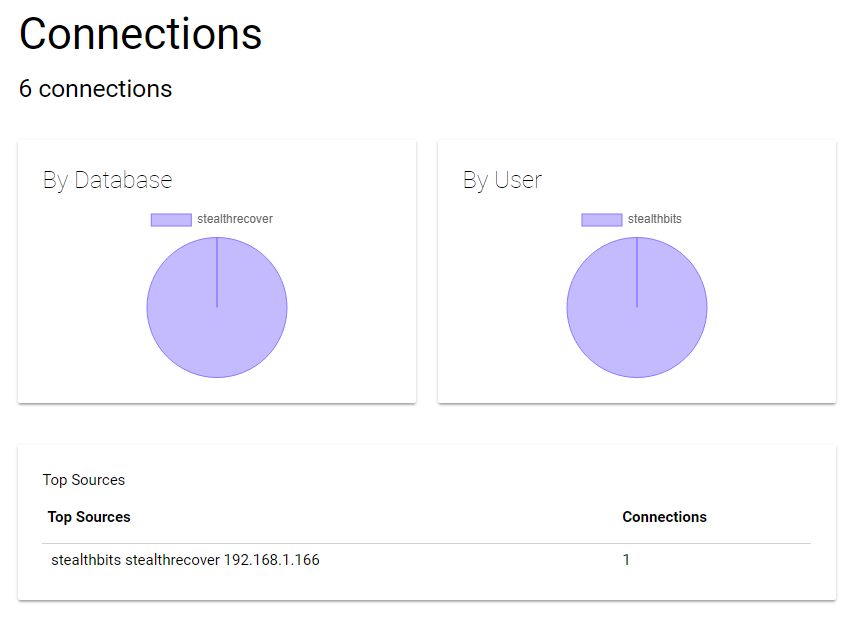 Connections
6 connections
By Database
stealthrecover
By User
stealthbits
Top Sources
Top Sources Connections
stealthbits stealthrecover 192.168.1.166 1